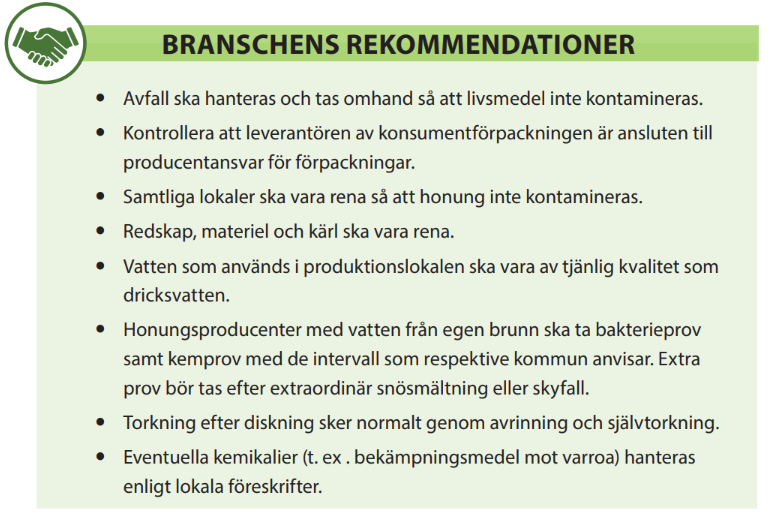 BRANSCHENS REKOMMENDATIONER
• Avfall ska hanteras och tas omhand så att livsmedel inte kontamineras.
• Kontrollera att leverantören av konsumentförpackningen är ansluten till
producentansvar för förpackningar.
• Samtliga lokaler ska vara rena så att honung inte kontamineras.
• Redskap, materiel och kärl ska vara rena.
• Vatten som används i produktionslokalen ska vara av tjänlig kvalitet som
dricksvatten.
• Honungsproducenter med vatten från egen brunn ska ta bakterieprov
samt kemprov med de intervall som respektive kommun anvisar. Extra
prov bör tas efter extraordinär snösmältning eller skyfall.
• Torkning efter diskning sker normalt genom avrinning och självtorkning.
• Eventuella kemikalier (t. ex . bekämpningsmedel mot varroa) hanteras
enligt lokala föreskrifter.